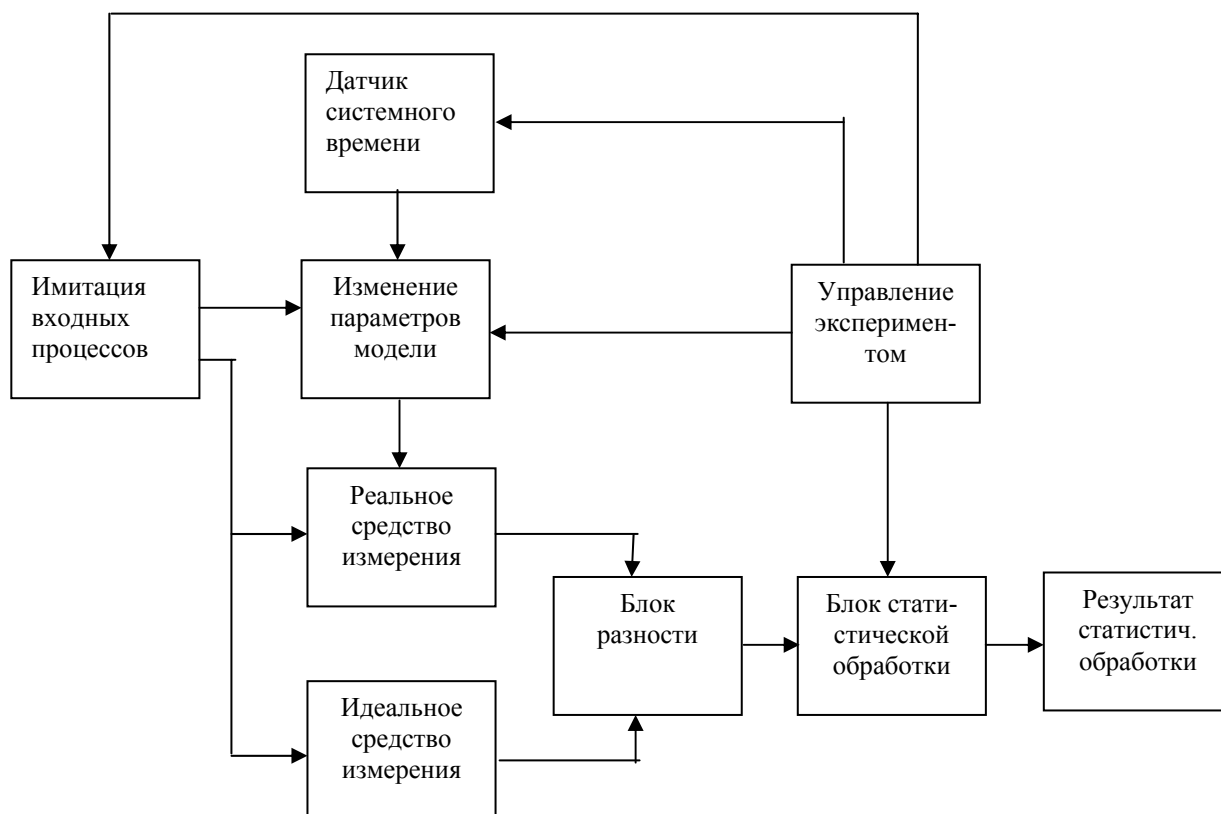 Датчик
системного
времени
Имитация
входных
процессов
Изменение
параметров
модели
Управление
эксперимен-
том
Реальное
средство
измерения
Блок
разности
Блок стати-
стической
обработки
Результат
статистич.
обработки
Идеальное
средство
измерения